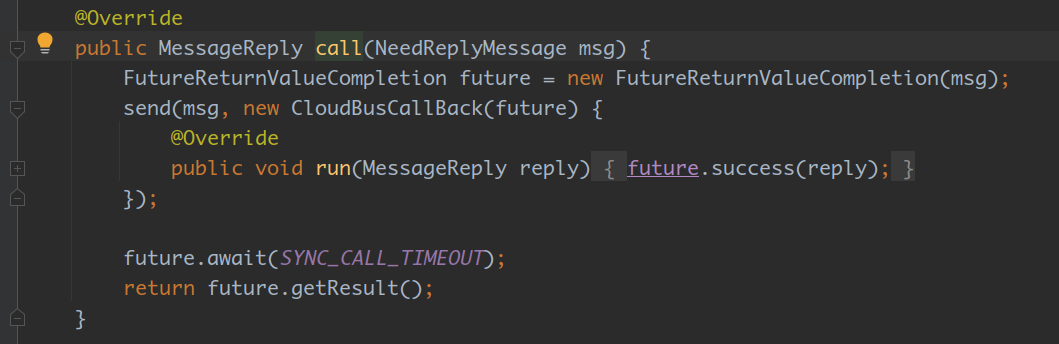 @Override
public MessageReply call(NeedReplyMessage msg) {
FutureReturnValueCompletion future = new FutureReturnValueCompletion(msg);
send(msg, new CloudBusCallBack(future) {
@Override
public void run(MessageReply reply) { future.success(reply); }
});
future.await(SYNC_CALL_TIMEOUT);
return future.getResult();
}